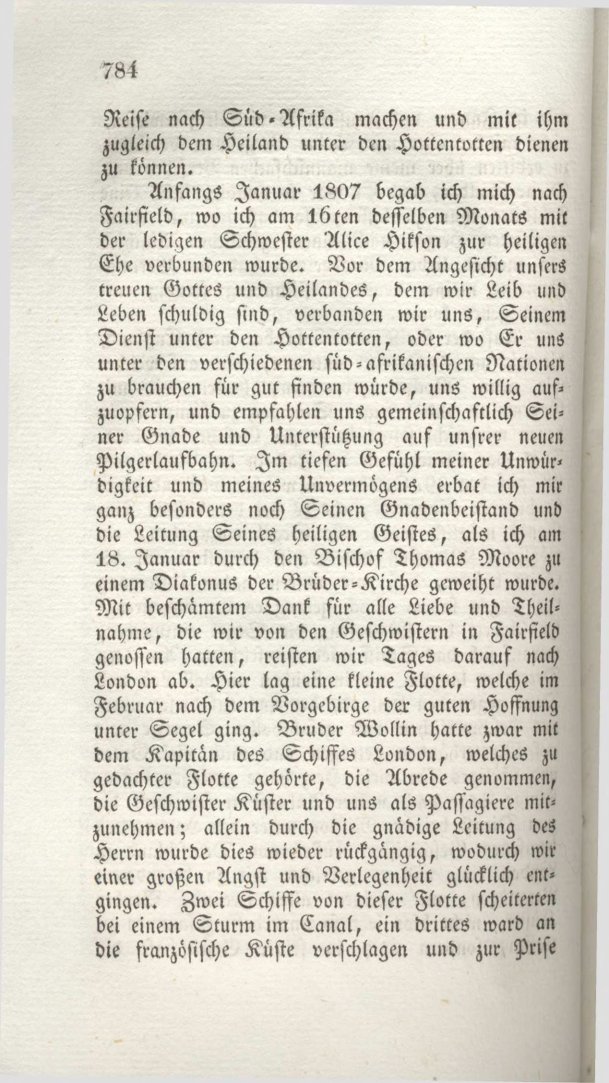 784
Reise nach Süd-Afrika machen und mit ihm
zugleich dem Heiland unter den Hottentotten dienen
zu können.
Anfangs Januar 1807 begab ich mich nach
Fairfield, wo ich am 16ten desselben Monats mit
der ledigen Schwester Alice Hikson zur heiligen
Ehe verbunden wurde. Vor dem Angesicht unsers
treuen Gottes und Heilandes, dem wir Leib und
Leben schuldig sind, verbanden wir uns, Seinem
Dienst unter den Hottentotten, oder wo Er uns
unter den verschiedenen süd-afrikanischen Nationen
zu brauchen für gut finden würde, uns willig auf-
zuopfern, und empfahlen uns gemeinschaftlich Sei-
ner Gnade und Unterstützung auf unsrer neuen
Pilgerlaufbahn. Im tiefen Gefühl meiner Unwür-
digkeit und meines Unvermögens erbat ich mir
ganz besonders noch Seinen Gnadenbeistand und
die Leitung Seines heiligen Geistes, als ich am
18. Januar durch den Bischof Thomas Moore zu
einem Diakonus der Brüder-Kirche geweiht wurde.
Mit beschämtem Dank für alle Liebe und Theil-
nahme, die wir von den Geschwistern in Fairfield
genossen hatten, reisten wir Tages darauf nach
London ab. Hier lag eine kleine Flotte, welche im
Februar nach dem Vorgebirge der guten Hoffnung
unter Segel ging. Bruder Wollin hatte zwar mit
dem Kapitän des Schiffes London, welches zu
gedachter Flotte gehörte, die Abrede genommen,
die Geschwister Küster und uns als Passagiere mit-
zunehmen; allein durch die gnädige Leitung des
Herrn wurde dies wieder rückgängig, wodurch wir
einer großen Angst und Verlegenheit glücklich ent-
gingen. Zwei Schiffe von dieser Flotte scheiterten
bei einem Sturm im Canal, ein drittes ward an
die französische Küste verschlagen und zur Prise